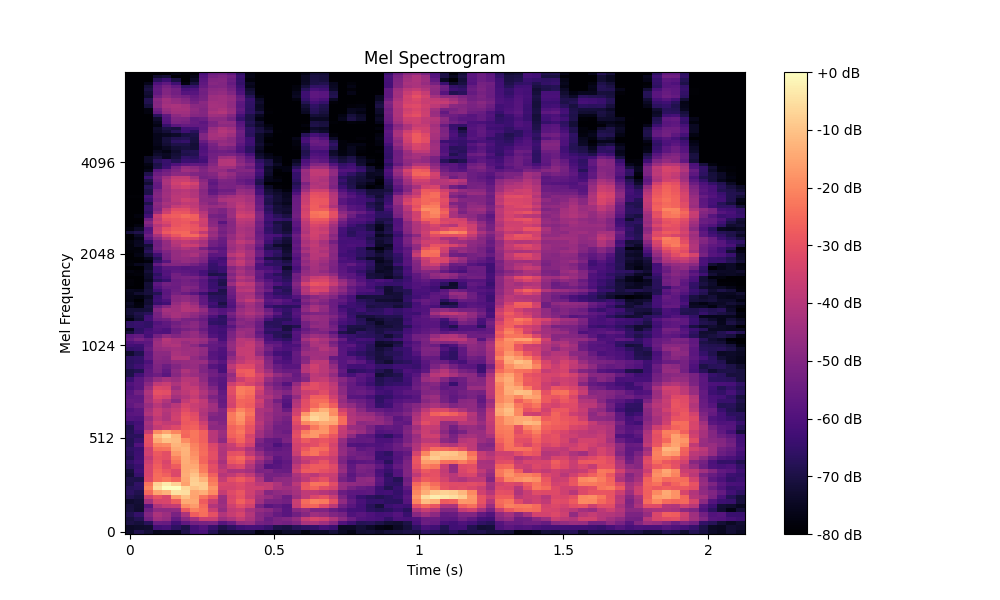 Mel Spectrogram
+0 dB
-10 dB
-20 dB
-30 dB
-40 dB
-50 dB
-60 dB
-70 dB
-80 dB
Mel Frequency
4096
2048
1024
512
0
0
0.5
1
1.5
2
Time (s)